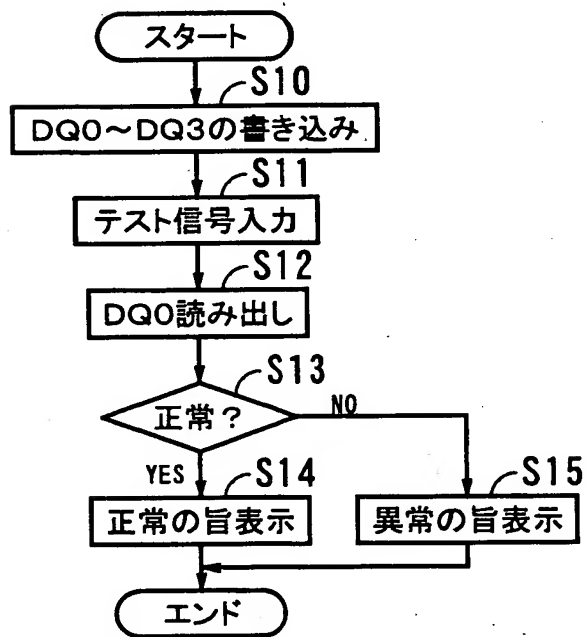 スタート
S10
DQ0～DQ3の書き込み
S11
テスト信号入力
S12
DQ0読み出し
S13
正常？
NO
YES
S14
正常の旨表示
S15
異常の旨表示
エンド